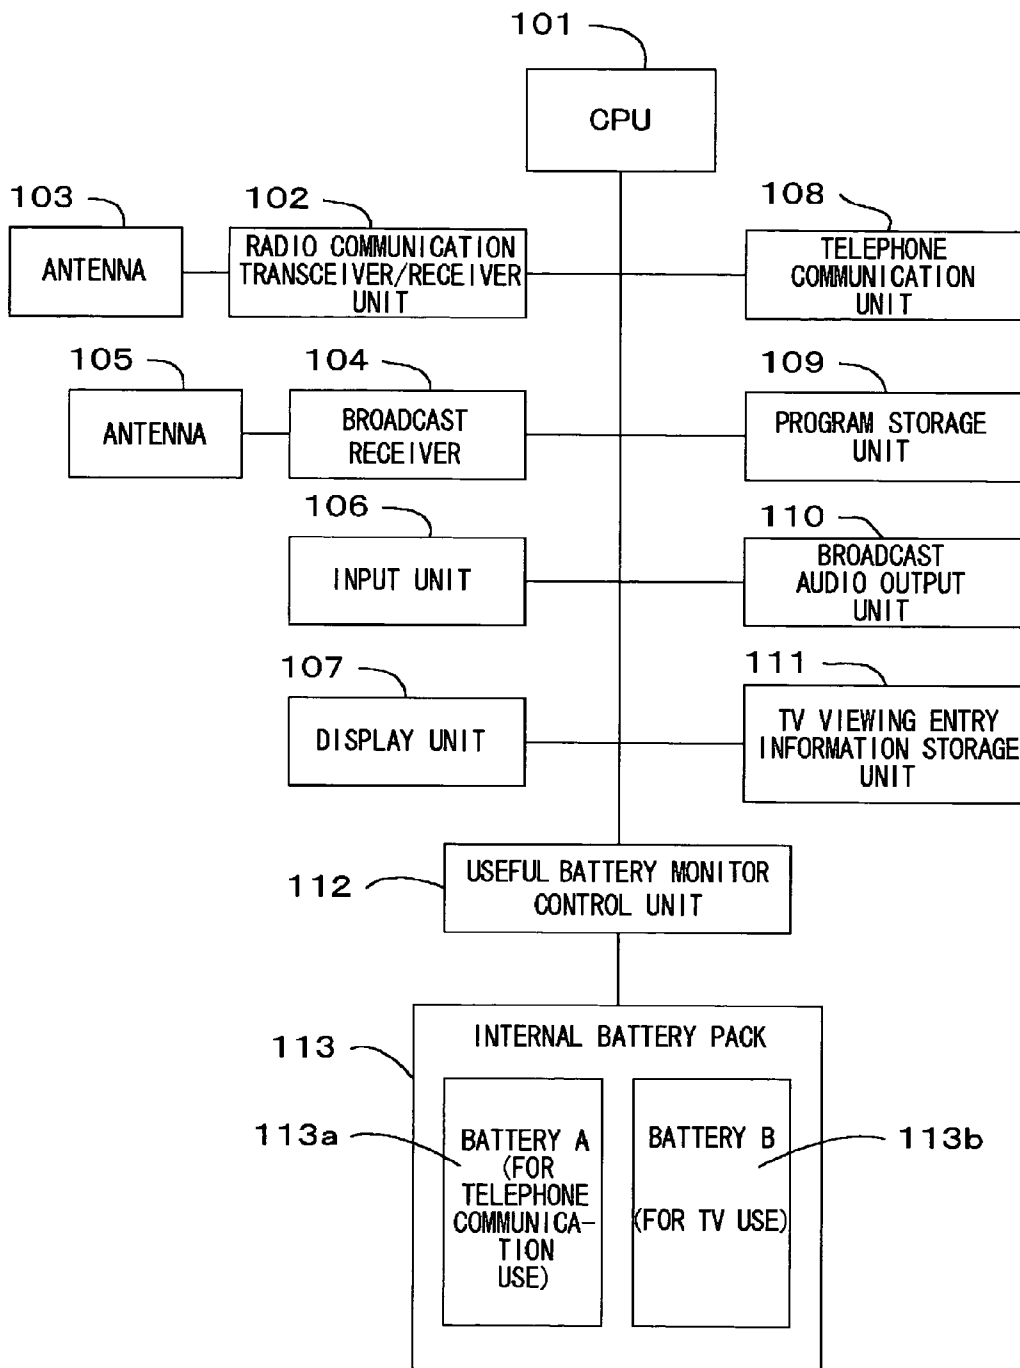 101
CPU
103
102
108
ANTENNA
RADIO COMMUNICATION
TRANSCEIVER/RECEIVER
UNIT
TELEPHONE
COMMUNICATION
UNIT
105
104
109
ANTENNA
BROADCAST
RECEIVER
PROGRAM STORAGE
UNIT
106
110
INPUT UNIT
BROADCAST
AUDIO OUTPUT
UNIT
107
111
DISPLAY UNIT
TV VIEWING ENTRY
INFORMATION STORAGE
UNIT
112
USEFUL BATTERY MONITOR
CONTROL UNIT
113
INTERNAL BATTERY PACK
113a
BATTERY A
(FOR
TELEPHONE
COMMUNICA-
TION
USE)
BATTERY B
(FOR TV USE)
113b